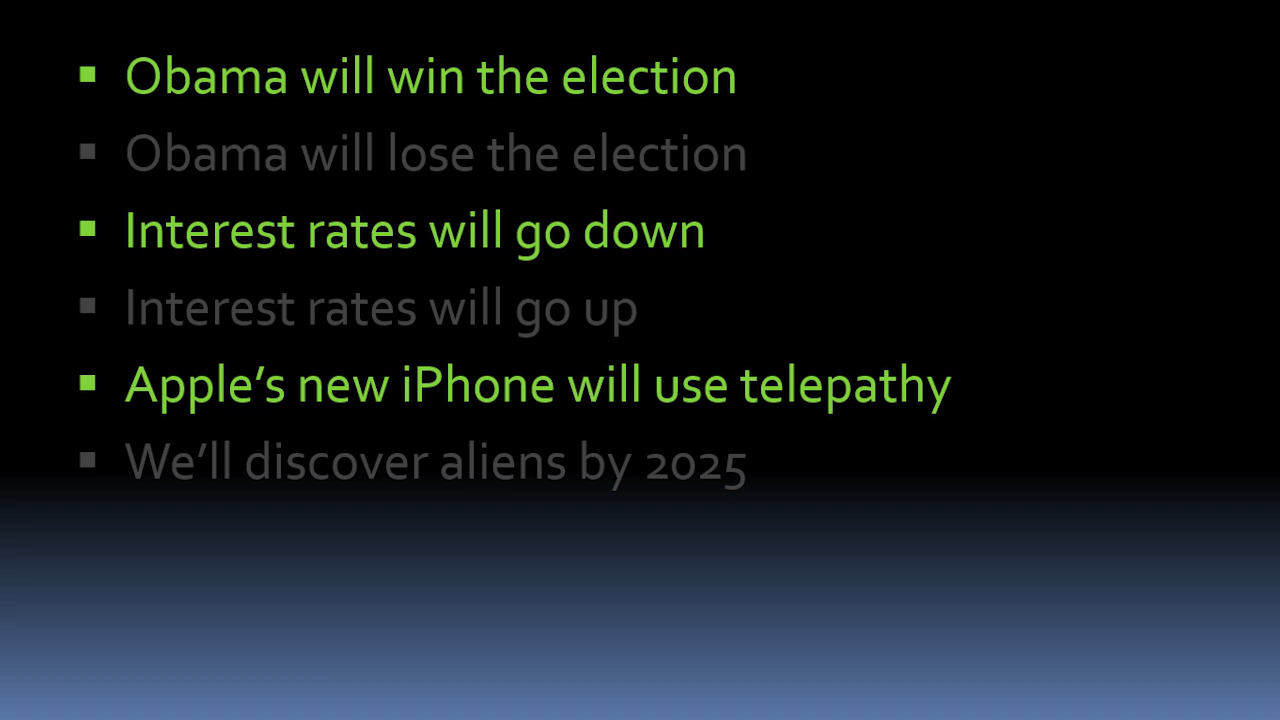 ▪ Obama will win the election
▪ Obama will lose the election
▪ Interest rates will go down
▪ Interest rates will go up
▪ Apple’s new iPhone will use telepathy
▪ We’ll discover aliens by 2025